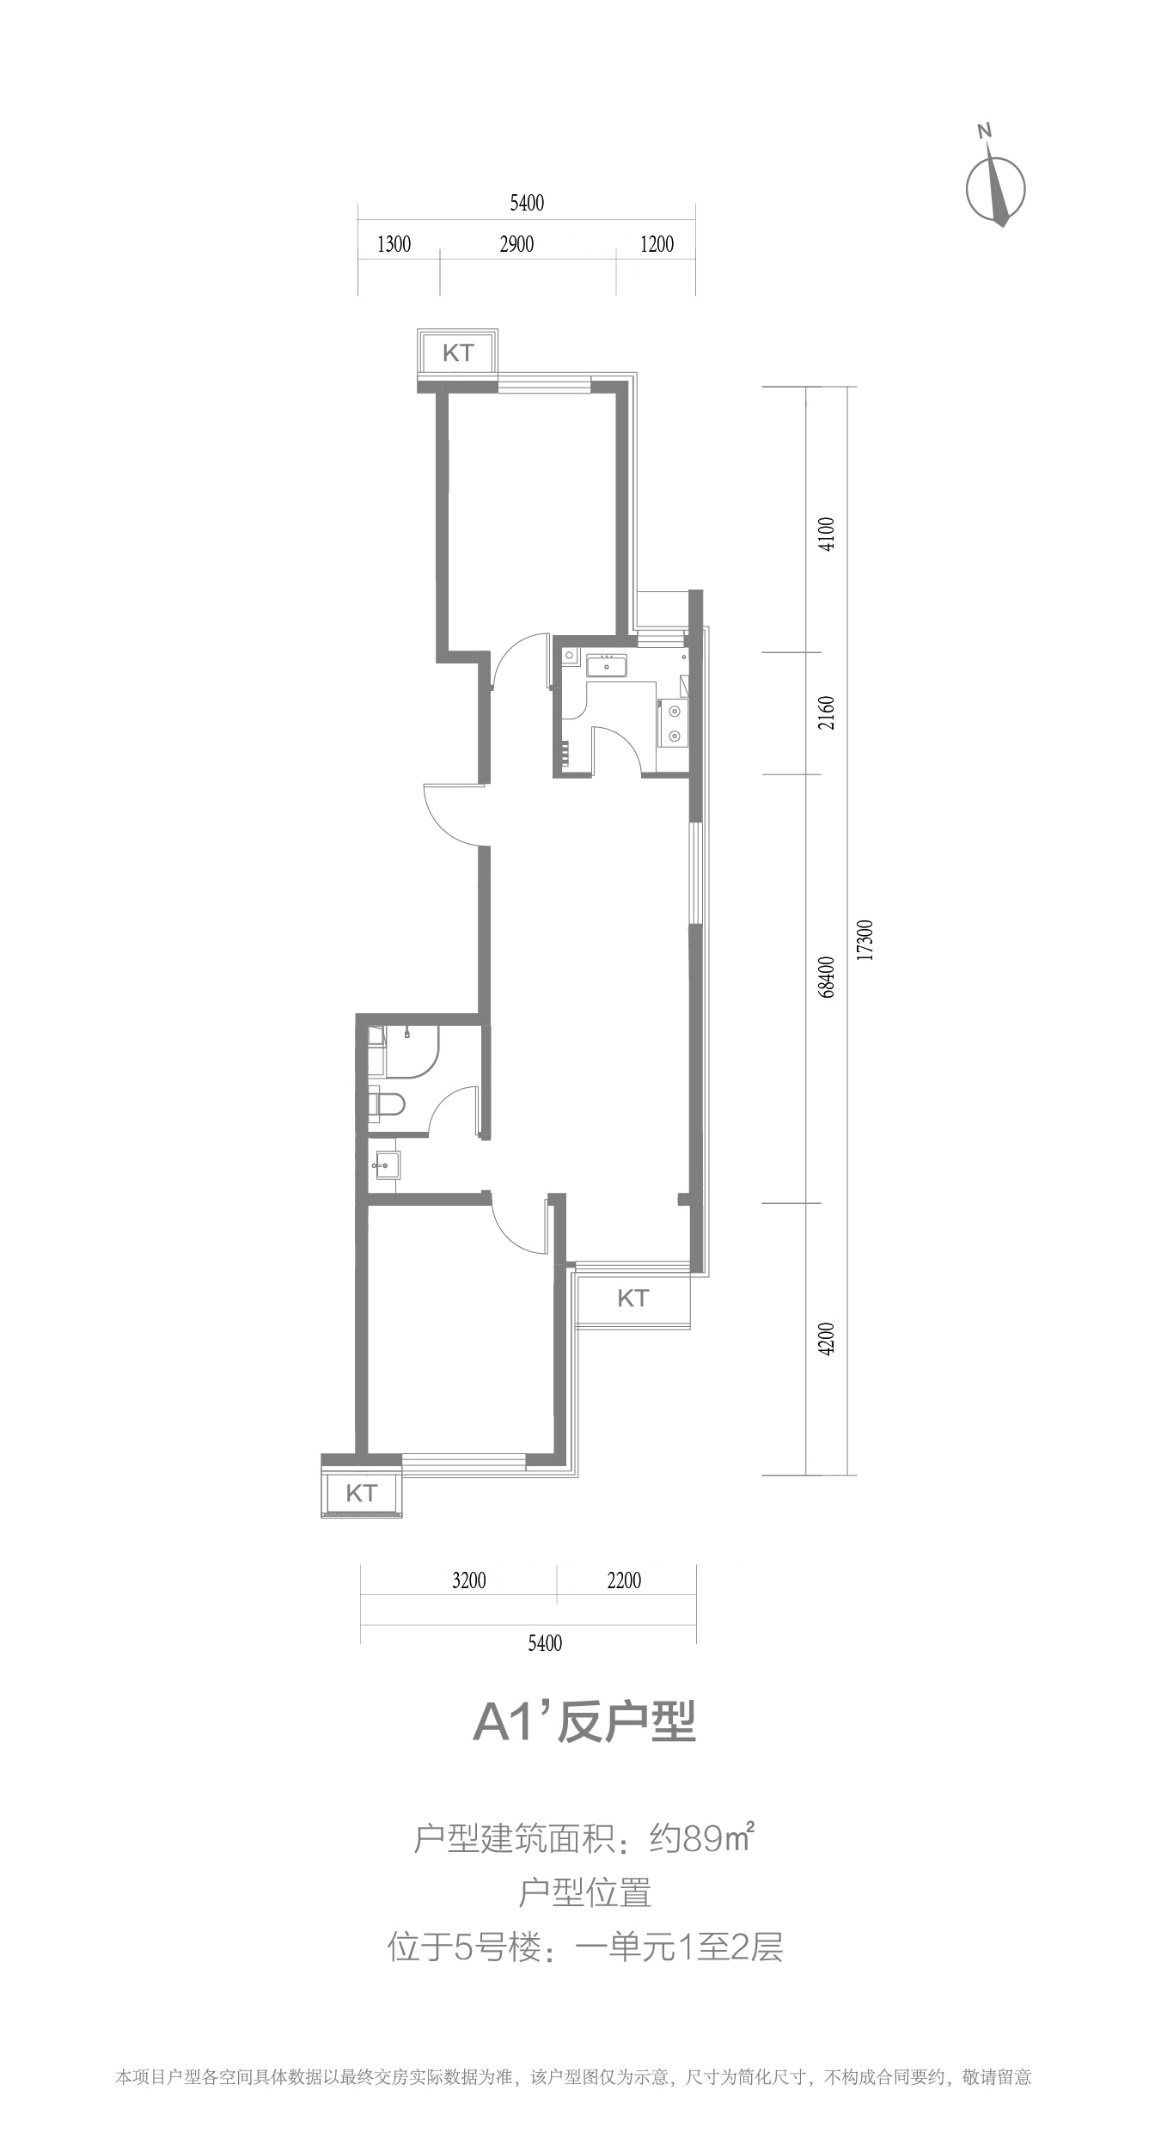 N
5400
1300 2900 1200
KT
4100
2160
68400
17300
KT
4200
KT
3200 2200
5400
A1’反户型
户型建筑面积：约89㎡
户型位置
位于5号楼：一单元1至2层
本项目户型各空间具体数据以最终交房实际数据为准，该户型图仅为示意，尺寸为简化尺寸，不构成合同要约，敬请留意